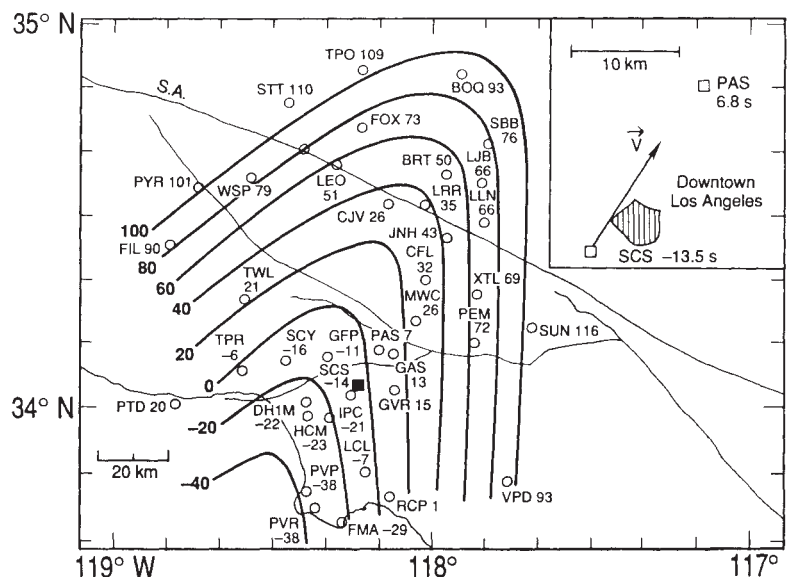 35° N
TPO 109
STT 110
BOQ 93
10 km
PAS
6.8 s
S.A.
FOX 73
SBB
76
V
BRT 50
LJB
66
PYR 101
WSP 79
LEO
51
LRR
35
LLN
66
Downtown
Los Angeles
CJV 26
100
JNH 43
FIL 90
80
CFL
32
SCS –13.5 s
60
TWL
21
XTL 69
40
MWC
26
20
PEM
72
SUN 116
TPR
–6
SCY
–16
GFP
–11
PAS 7
SCS
–14
GAS
13
0
34° N
PTD 20
GVR 15
–20
DH1M
–22
IPC
–21
HCM
–23
20 km
LCL
–7
–40
PVP
–38
VPD 93
RCP 1
PVR
–38
FMA –29
119° W
118°
117°